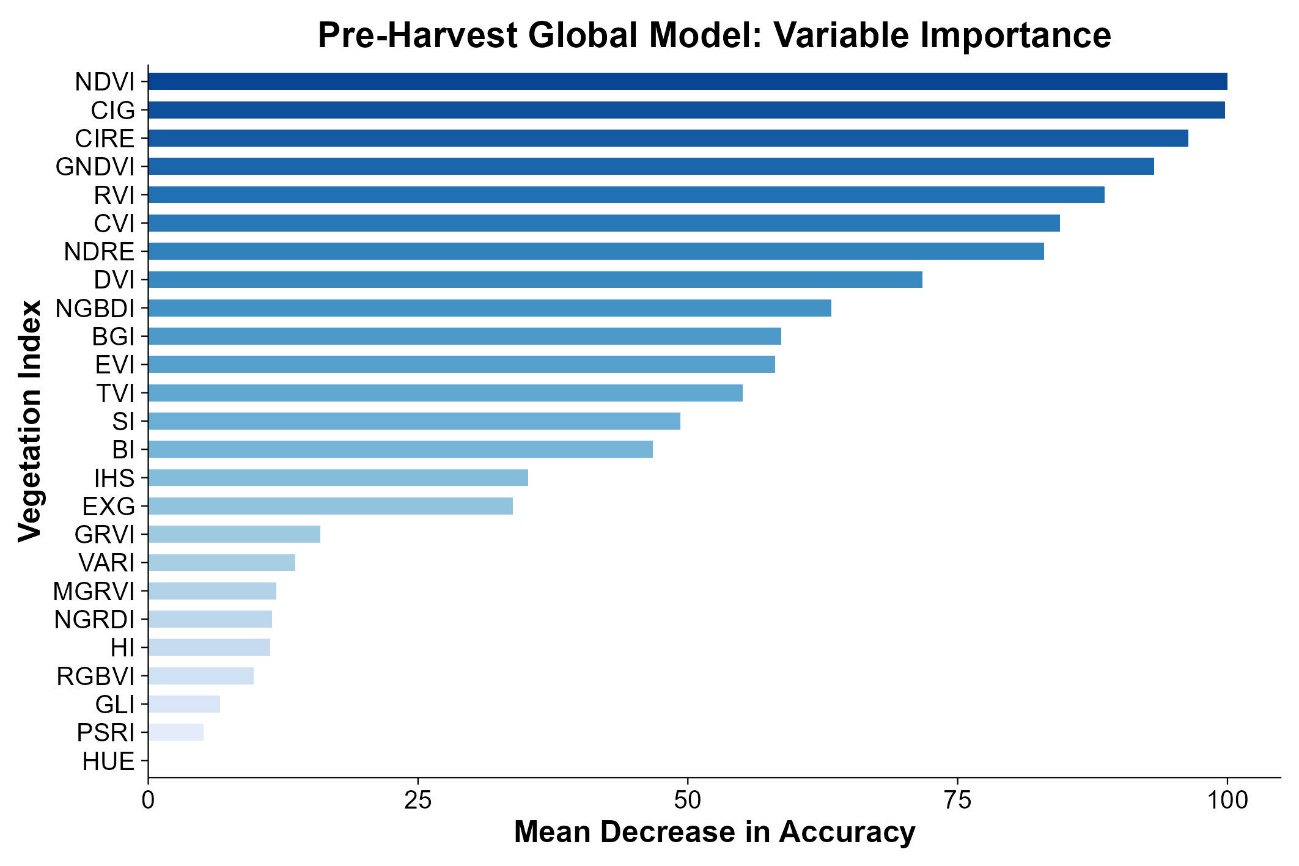 Pre-Harvest Global Model: Variable Importance
Vegetation Index
NDVI
CIG
CIRE
GNDVI
RVI
CVI
NDRE
DVI
NGBDI
BGI
EVI
TVI
SI
BI
IHS
EXG
GRVI
VARI
MGRVI
NGRDI
HI
RGBVI
GLI
PSRI
HUE
0 25 50 75 100
Mean Decrease in Accuracy